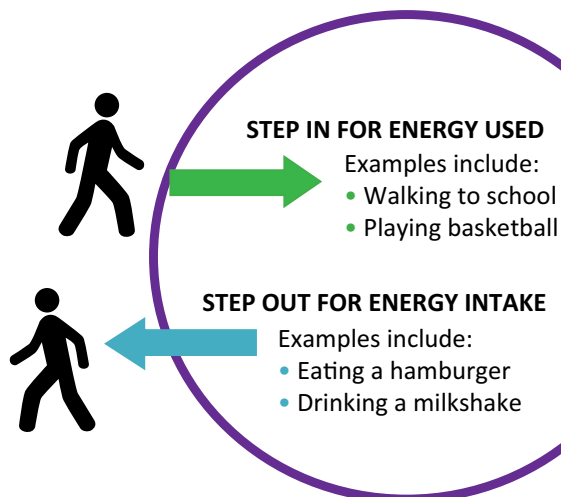 STEP IN FOR ENERGY USED
Examples include:
• Walking to school
• Playing basketball
STEP OUT FOR ENERGY INTAKE
Examples include:
• Eating a hamburger
• Drinking a milkshake